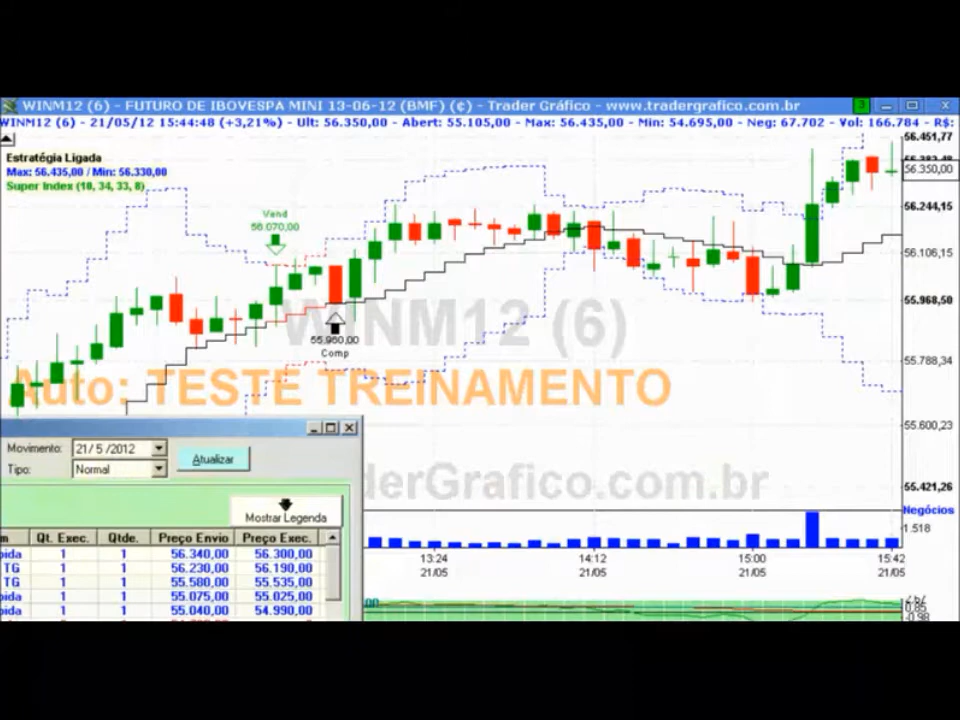 WINM12 (6) - FUTURO DE IBOVESPA MINI 13-06-12 (BMF) (¢) - Trader Gráfico - www.tradergrafico.com.br
3
WINM12 (6) - 21/05/12 15:44:48 (+3,21%) - Ult: 56.350,00 - Abert: 55.105,00 - Max: 56.435,00 - Min: 54.695,00 - Neg: 67.702 - Vol: 166.784 - R$:
56.451,77
Estratégia Ligada
Max: 56.435,00 / Min: 56.330,00
Super Index (18, 34, 33, 8)
56.350,00
56.244,15
Vend
56.070,00
56.106,15
55.968,50
WINM12 (6)
55.960,00
Comp
55.788,34
Auto: TESTE TREINAMENTO
55.600,23
Movimento: 21/ 5 /2012
Atualizar
Tipo: Normal
derGrafico.com.br
55.421,26
Mostrar Legenda
Negócios
1.518
Qt. Exec. Qtde. Preço Envio Preço Exec.
1 1 56.340,00 56.300,00
TG 1 1 56.230,00 56.190,00
TG 1 1 55.580,00 55.535,00
1 1 55.075,00 55.025,00
1 1 55.040,00 54.990,00
13:24 14:12 15:00 15:42
21/05 21/05 21/05 21/05
0,85
-0,98